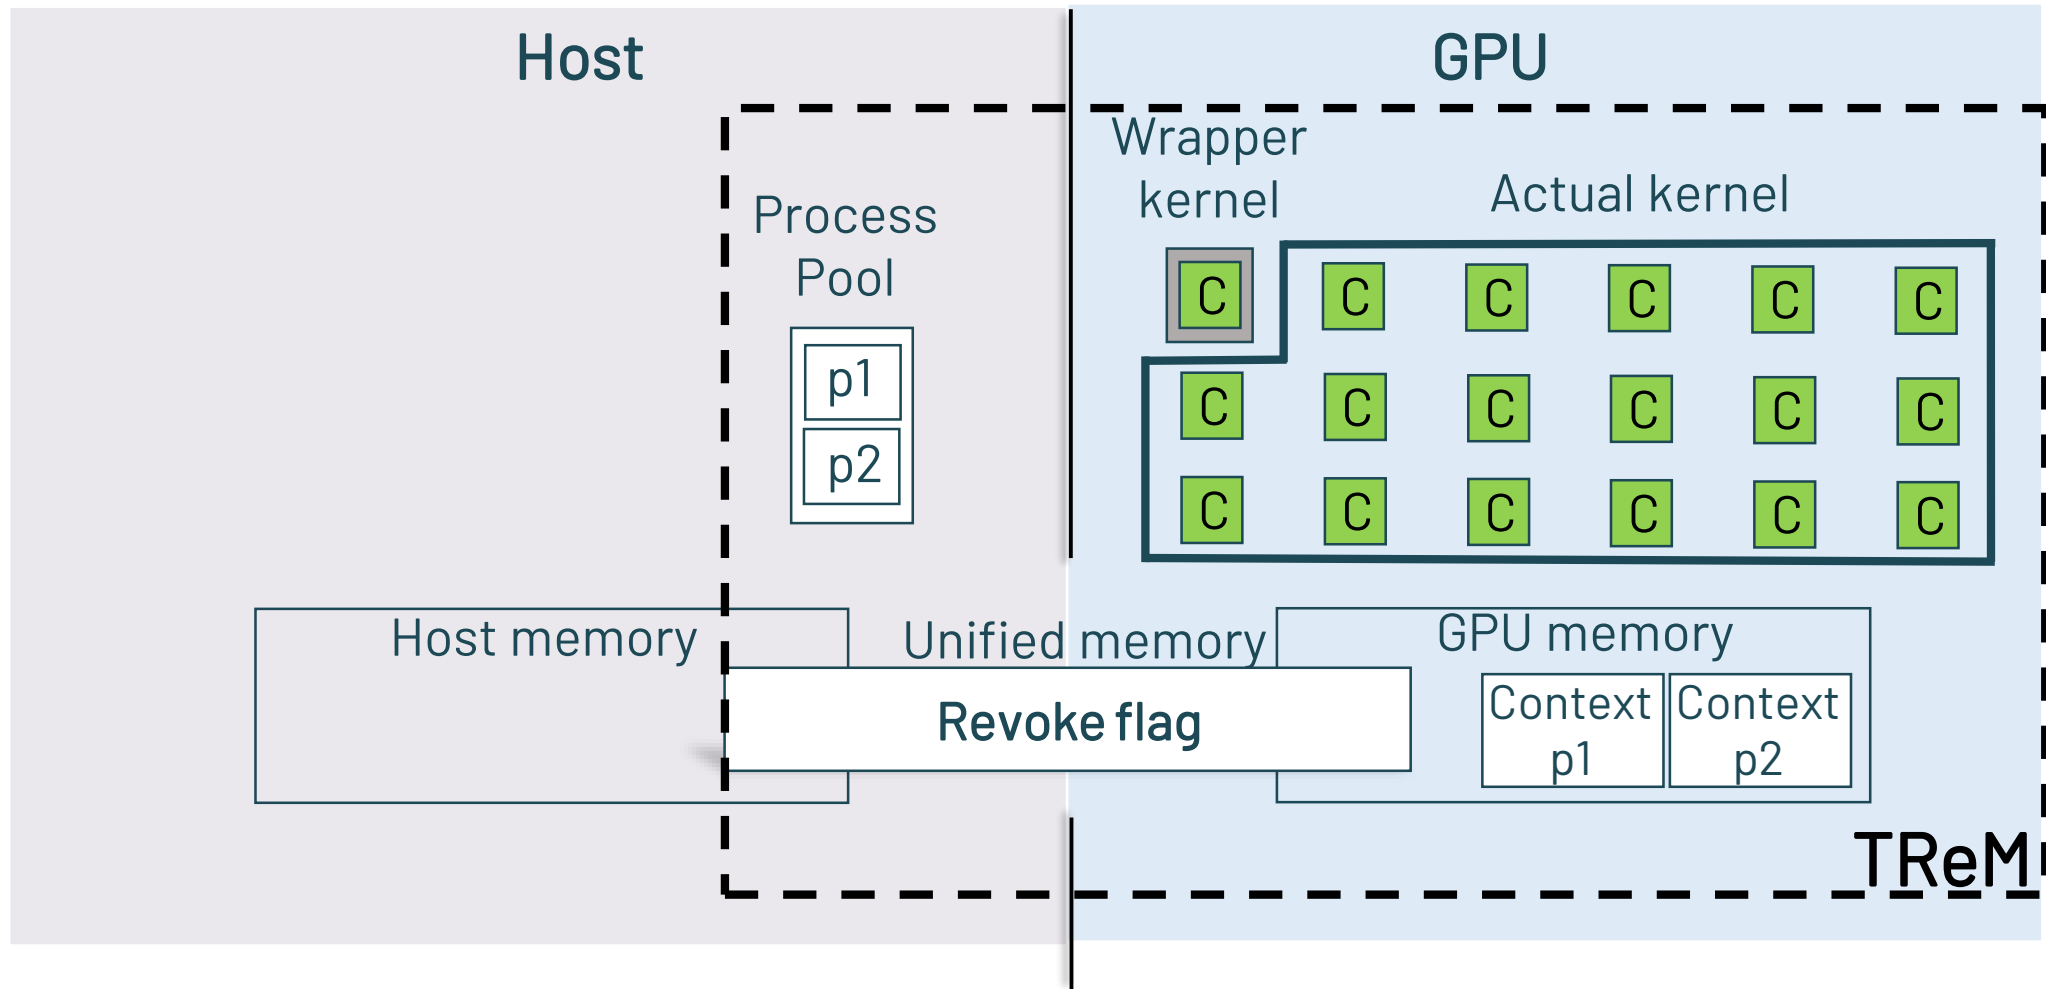 Host
GPU
Wrapper
kernel
Actual kernel
Process
Pool
p1
p2
C C C C C C
C C C C C C
C C C C C C
Host memory
Unified memory
GPU memory
Revoke flag
Context
p1
Context
p2
TReM